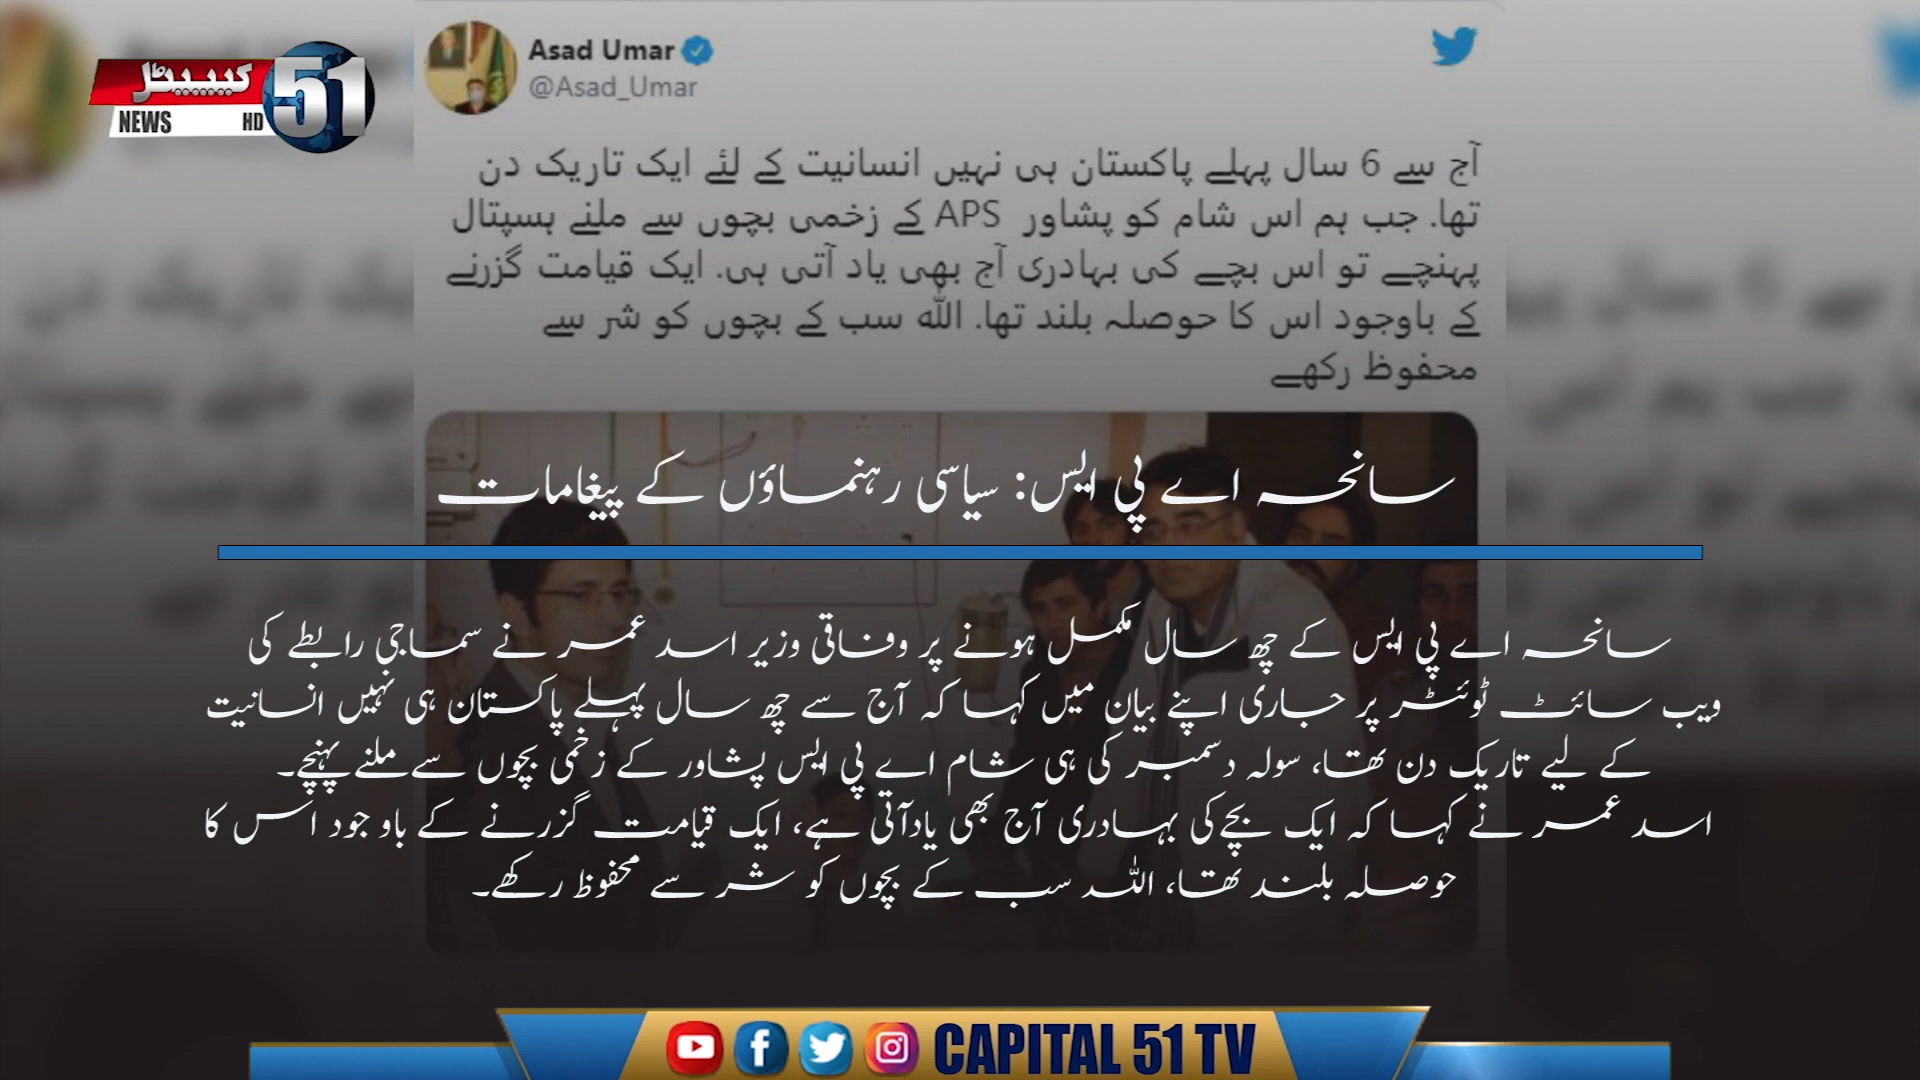 کیپیٹل
NEWS HD
51
Asad Umar
@Asad_Umar
آج سے 6 سال پہلے پاکستان ہی نہیں انسانیت کے لئے ایک تاریک دن
تھا. جب ہم اس شام کو پشاور APS کے زخمی بچوں سے ملنے ہسپتال
پہنچے تو اس بچے کی بہادری آج بھی یاد آتی ہی. ایک قیامت گزرنے
کے باوجود اس کا حوصلہ بلند تھا. اللہ سب کے بچوں کو شر سے
محفوظ رکھے
سانحہ اے پی ایس: سیاسی رہنماؤں کے پیغامات
سانحہ اے پی ایس کے چھ سال مکمل ہونے پر وفاقی وزیر اسد عمر نے سماجی رابطے کی
ویب سائٹ ٹوئٹر پر جاری اپنے بیان میں کہا کہ آج سے چھ سال پہلے پاکستان ہی نہیں انسانیت
کے لیے تاریک دن تھا، سولہ دسمبر کی ہی شام اے پی ایس پشاور کے زخمی بچوں سے ملنے پہنچے۔
اسد عمر نے کہا کہ ایک بچے کی بہادری آج بھی یاد آتی ہے، ایک قیامت گزرنے کے باوجود اس کا
حوصلہ بلند تھا، اللہ سب کے بچوں کو شر سے محفوظ رکھے۔
CAPITAL 51 TV